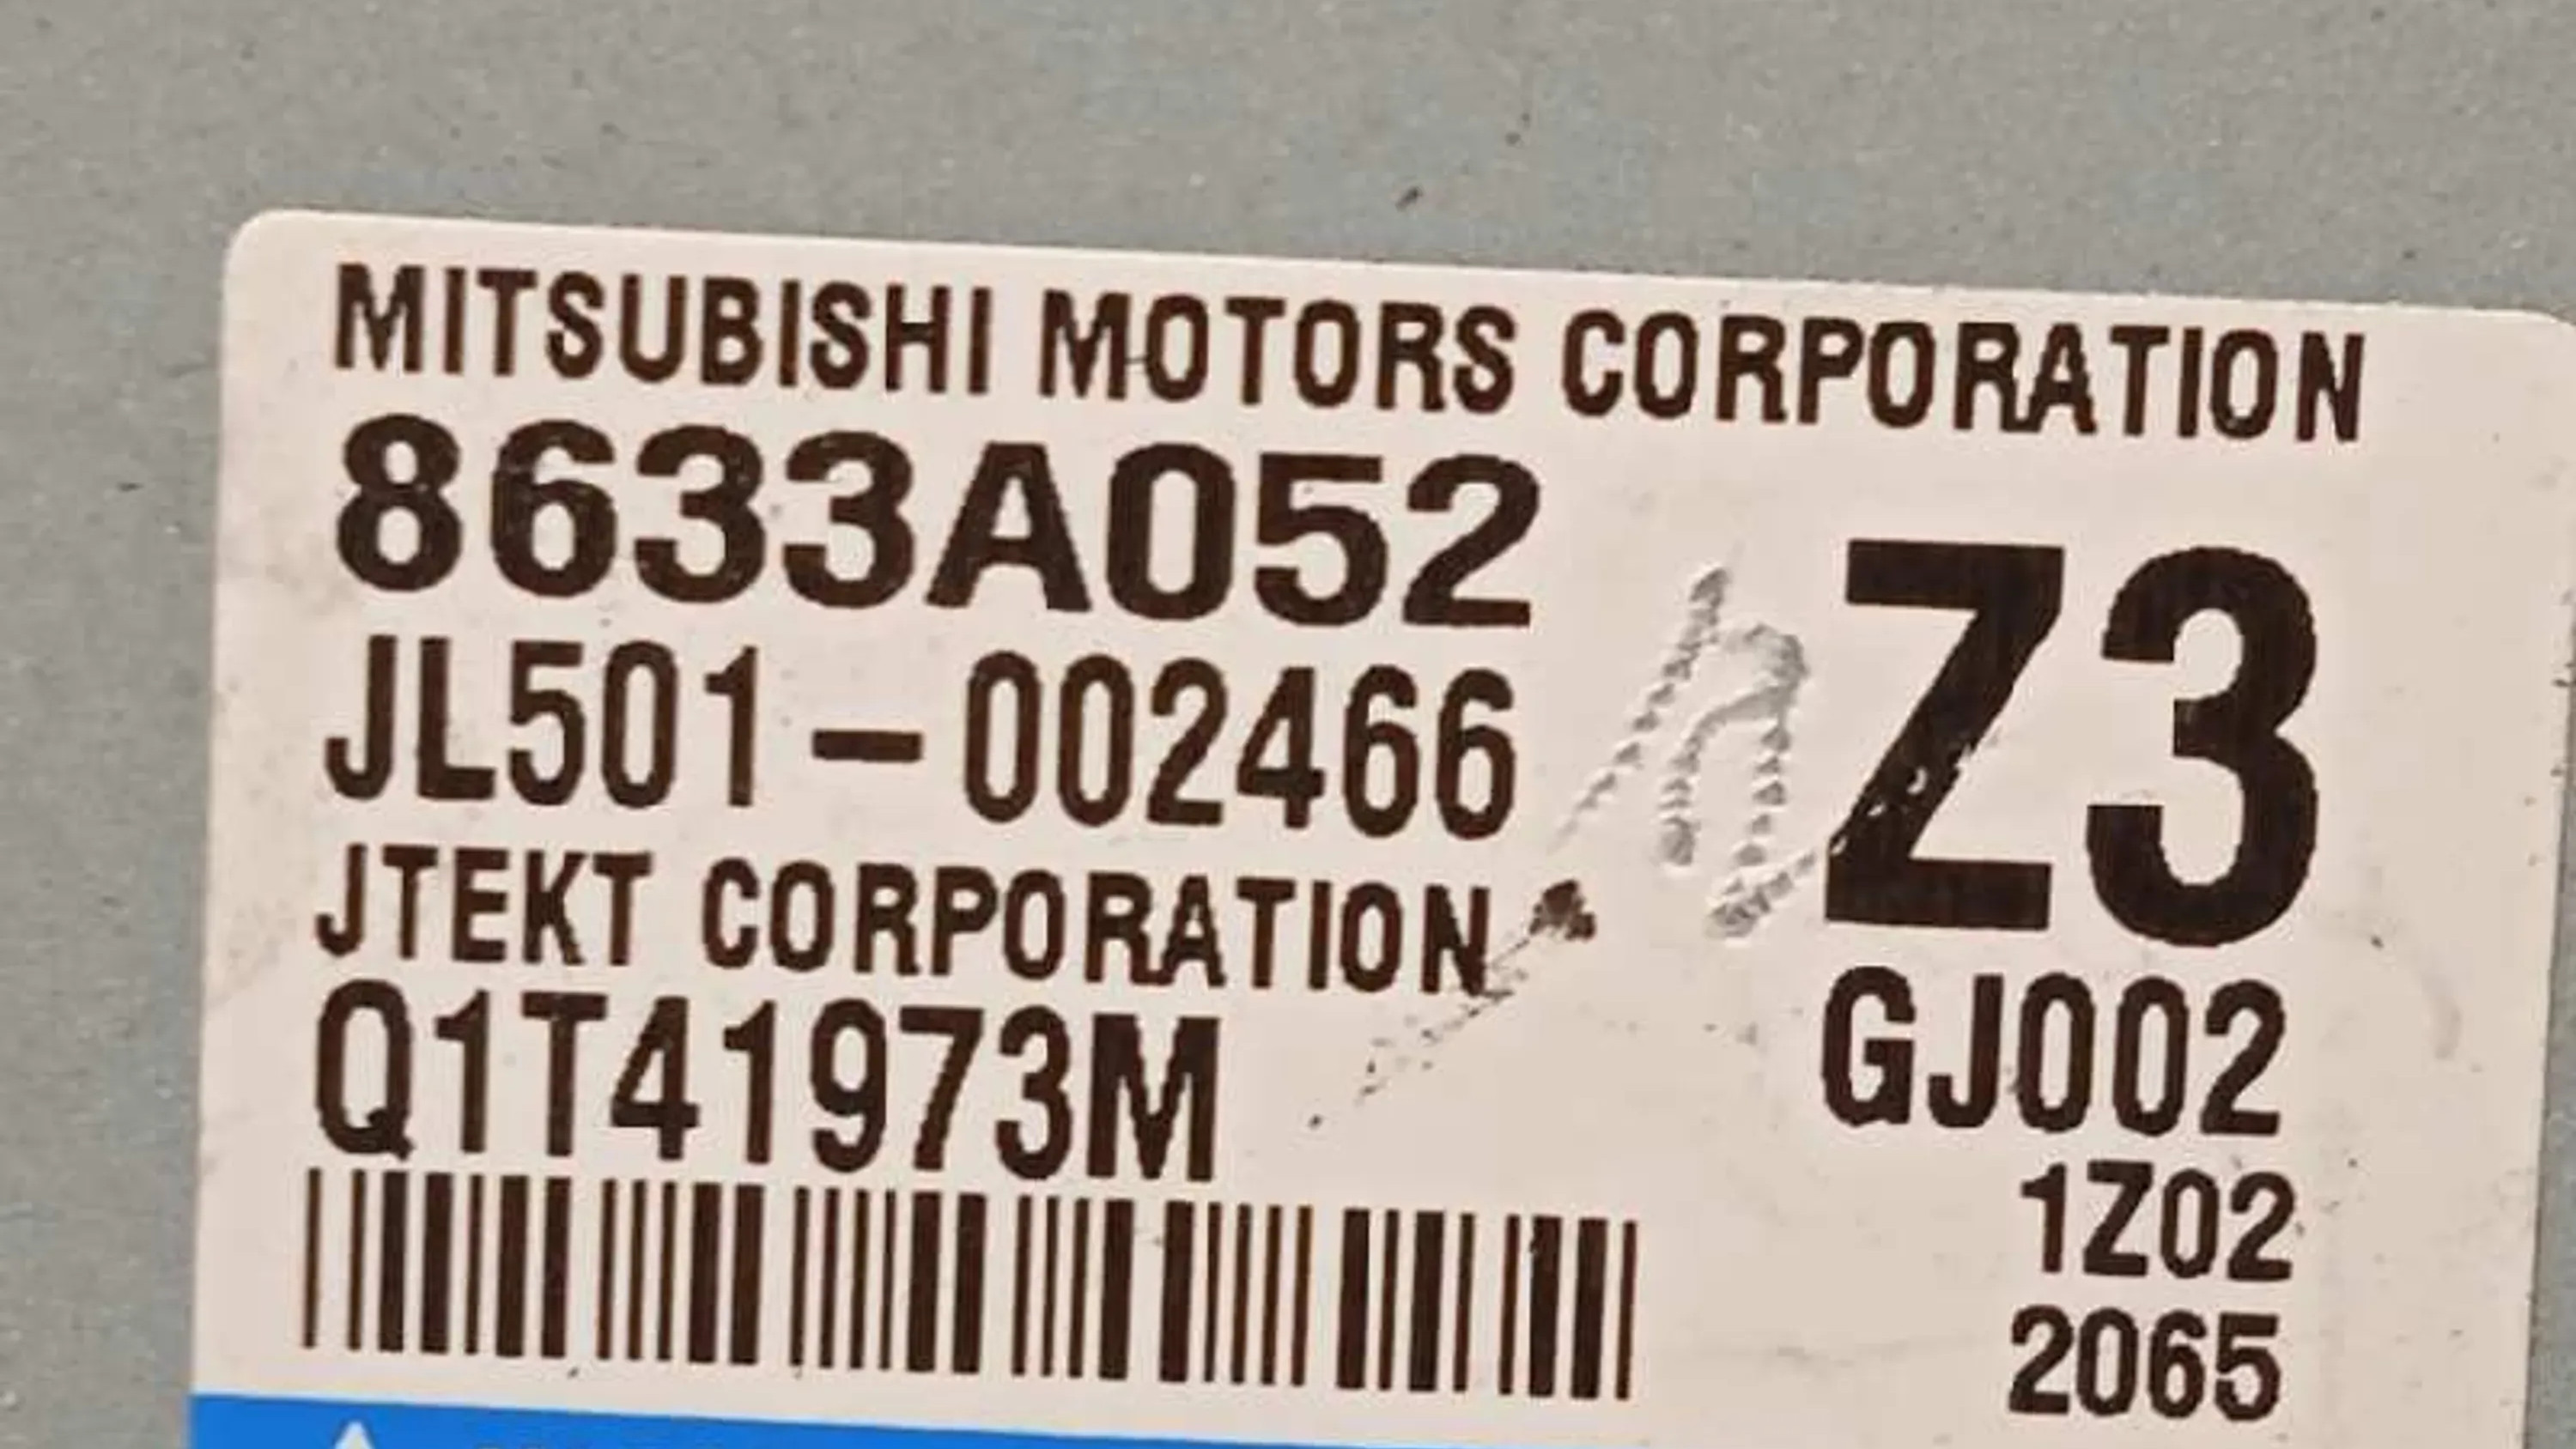 MITSUBISHI MOTORS CORPORATION
8633A052
Z3
JL501-002466
JTEKT CORPORATION
GJ002
Q1T41973M
1Z02
2065